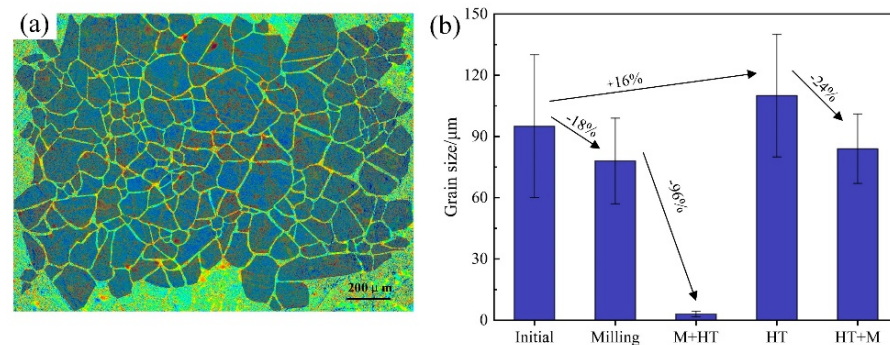 (a)
200 μm
(b)
Grain size/μm
150
120
90
60
30
0
+16%
-18%
-96%
-24%
Initial
Milling
M+HT
HT
HT+M